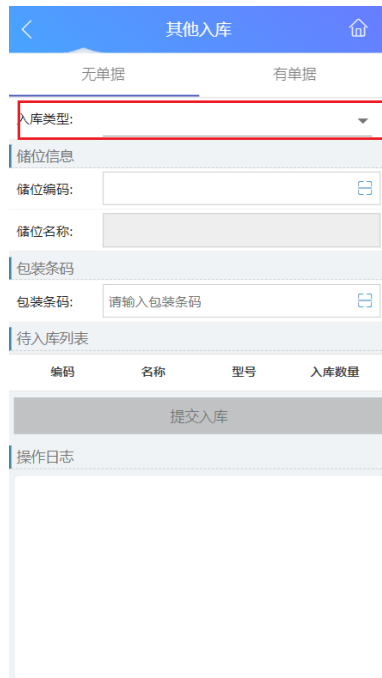 其他入库
无单据 有单据
入库类型:
储位信息
储位编码:
储位名称:
包装条码
包装条码: 请输入包装条码
待入库列表
编码 名称 型号 入库数量
提交入库
操作日志